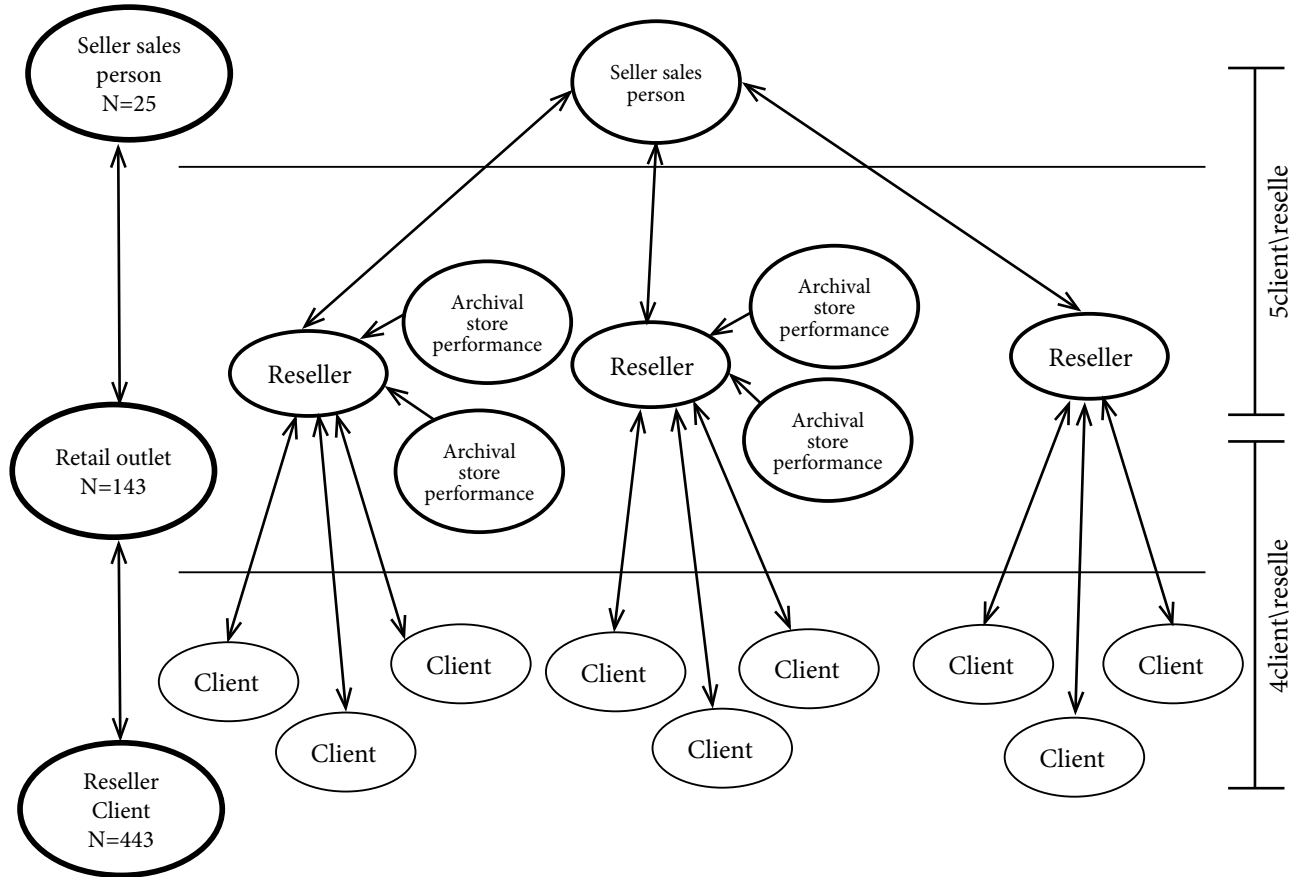 Seller sales
person
N=25
Seller sales
person
Archival
store
performance
Archival
store
performance
Reseller
Reseller
Reseller
Archival
store
performance
Archival
store
performance
Retail outlet
N=143
Client
Client
Client
Client
Client
Client
Client
Client
Client
Reseller
Client
N=443
5client\reselle
4client\reselle